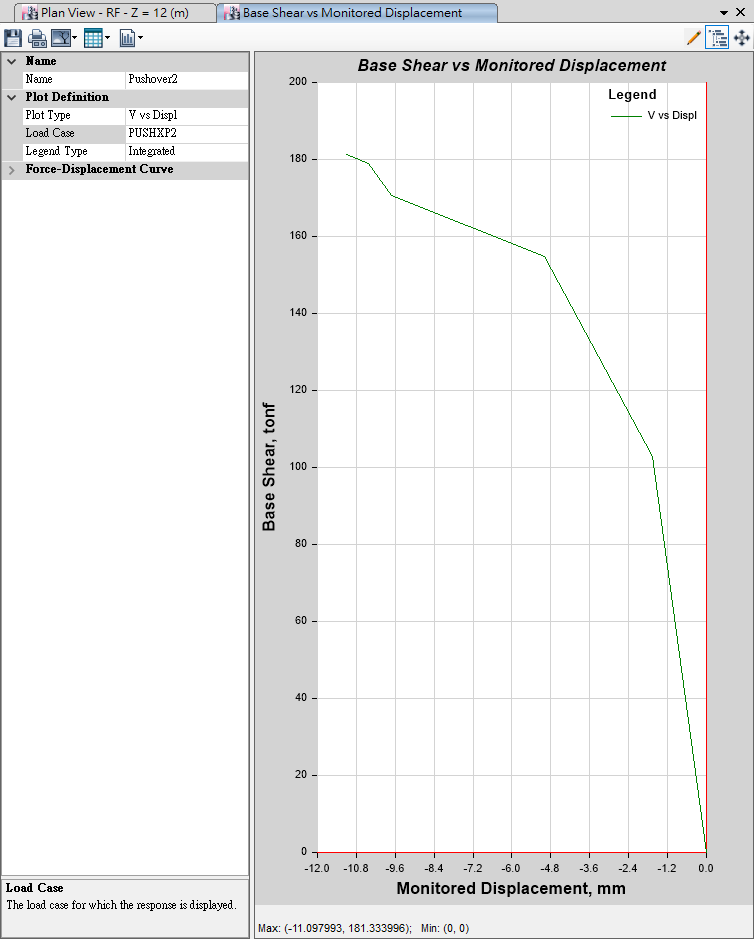 Plan View - RF - Z = 12 (m)
Base Shear vs Monitored Displacement
Name
Name Pushover2
Plot Definition
Plot Type V vs Displ
Load Case PUSHXP2
Legend Type Integrated
Force-Displacement Curve
Load Case
The load case for which the response is displayed.
Base Shear vs Monitored Displacement
Legend
V vs Displ
200
180
160
140
120
100
80
60
40
20
0
Base Shear, tonf
-12.0 -10.8 -9.6 -8.4 -7.2 -6.0 -4.8 -3.6 -2.4 -1.2 0.0
Monitored Displacement, mm
Max: (-11.097993, 181.333996); Min: (0, 0)